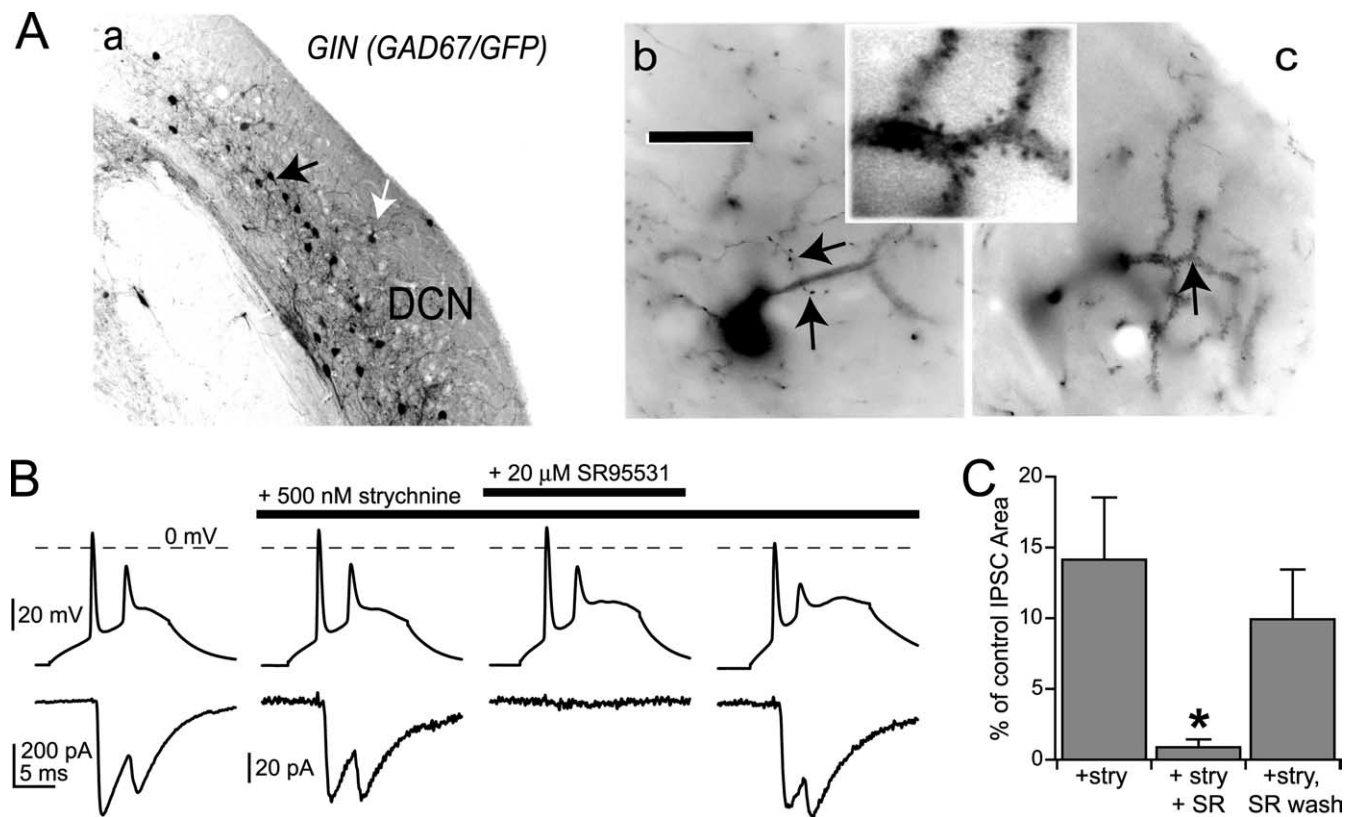 A
a
GIN (GAD67/GFP)
DCN
b
c
B
+ 500 nM strychnine
+ 20 µM SR95531
0 mV
20 mV
200 pA
5 ms
20 pA
C
% of control IPSC Area
20
15
10
5
0
*
+stry
+ stry
+ SR
+stry,
SR wash